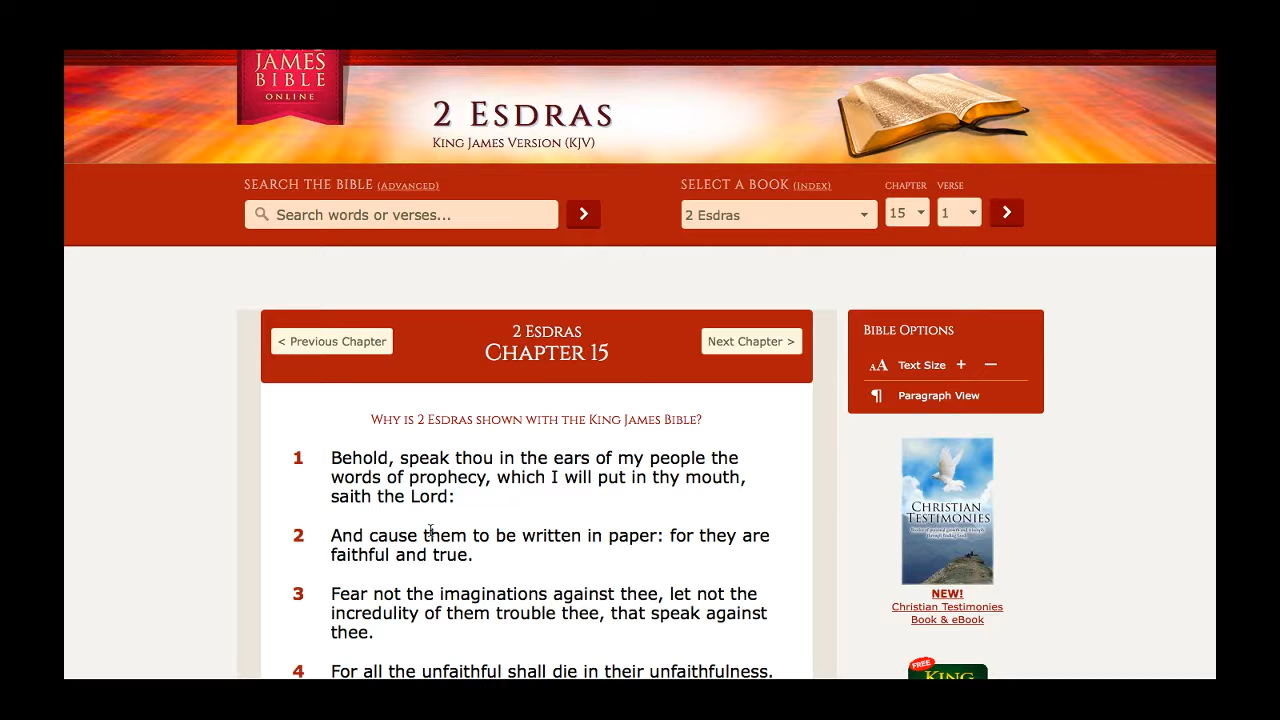 JAMES
BIBLE
ONLINE
2 ESDRAS
KING JAMES VERSION (KJV)
SEARCH THE BIBLE (ADVANCED)
Search words or verses...
SELECT A BOOK (INDEX)
CHAPTER
VERSE
2 Esdras
15
1
< Previous Chapter
2 ESDRAS
CHAPTER 15
Next Chapter >
WHY IS 2 ESDRAS SHOWN WITH THE KING JAMES BIBLE?
1 Behold, speak thou in the ears of my people the
words of prophecy, which I will put in thy mouth,
saith the Lord:
2 And cause them to be written in paper: for they are
faithful and true.
3 Fear not the imaginations against thee, let not the
incredulity of them trouble thee, that speak against
thee.
4 For all the unfaithful shall die in their unfaithfulness.
BIBLE OPTIONS
AA Text Size + —
¶ Paragraph View
CHRISTIAN
TESTIMONIES
NEW!
Christian Testimonies
Book & eBook
FREE
KING